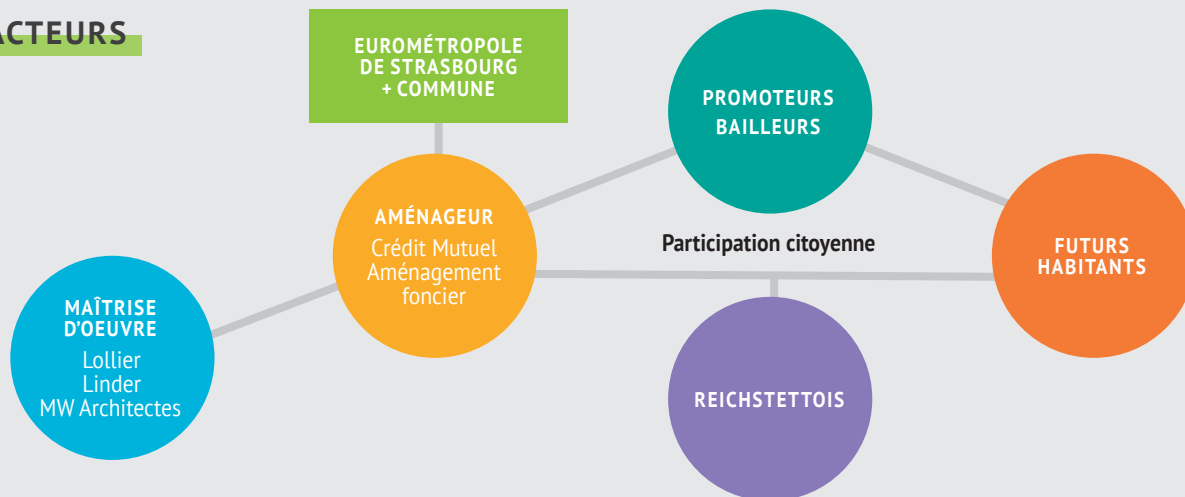 ACTEURS
EUROMÉTROPOLE
DE STRASBOURG
+ COMMUNE
PROMOTEURS
BAILLEURS
AMÉNAGEUR
Crédit Mutuel
Aménagement
foncier
Participation citoyenne
FUTURS
HABITANTS
MAÎTRISE
D'OEUVRE
Lollier
Linder
MW Architectes
REICHSTETTOIS